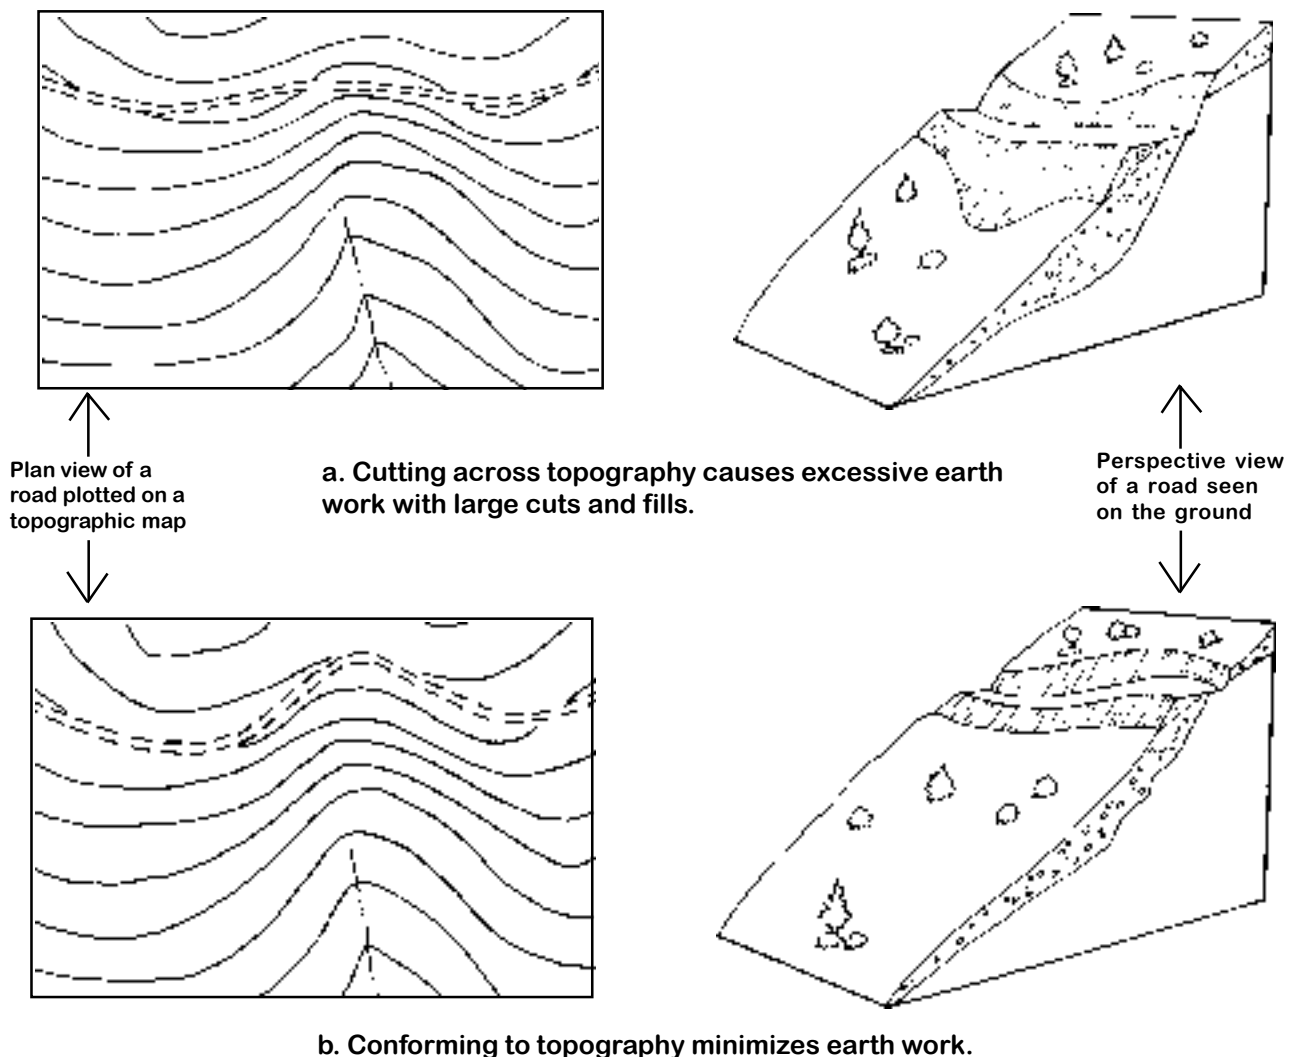 Plan view of a
road plotted on a
topographic map
a. Cutting across topography causes excessive earth
work with large cuts and fills.
Perspective view
of a road seen
on the ground
b. Conforming to topography minimizes earth work.